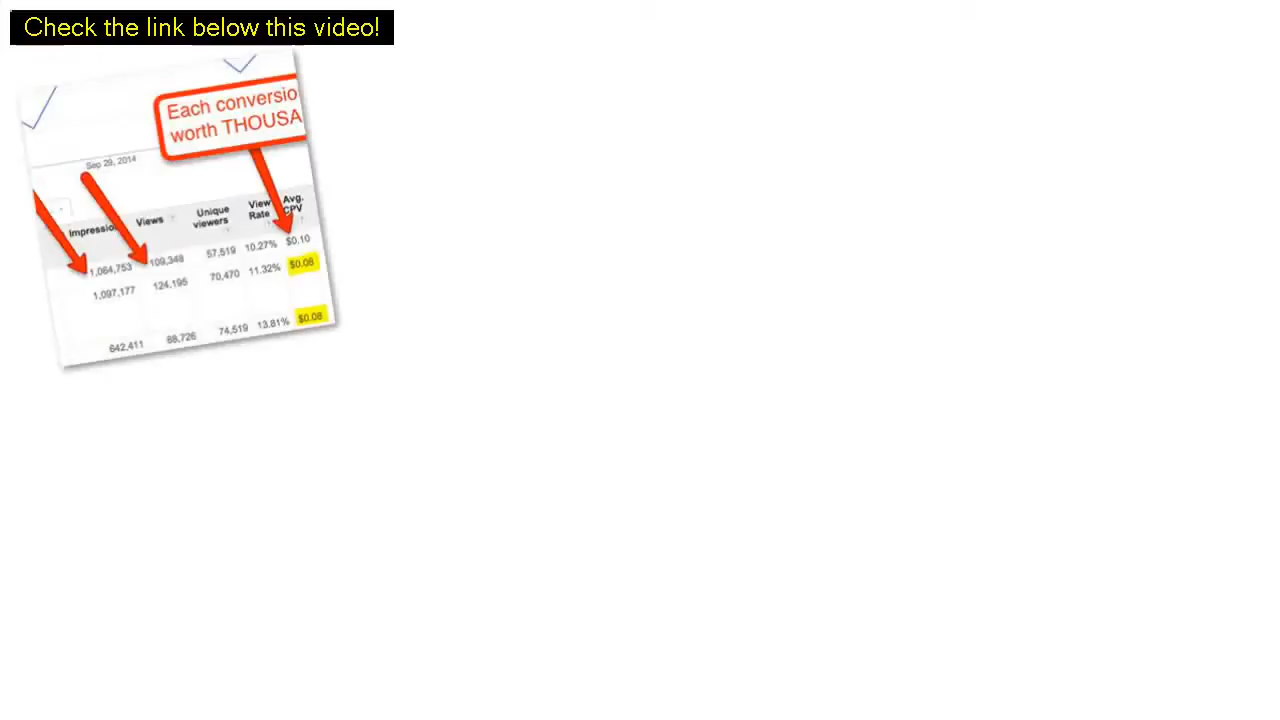 Check the link below this video!
Each conversio
worth THOUSA
Sep 29, 2014
Impression Views Unique viewers View Rate Avg. CPV
1,064,753 109,348 57,519 10.27% $0.10
1,097,177 124,195 70,470 11.32% $0.08
642,411 88,726 74,519 13.81% $0.08